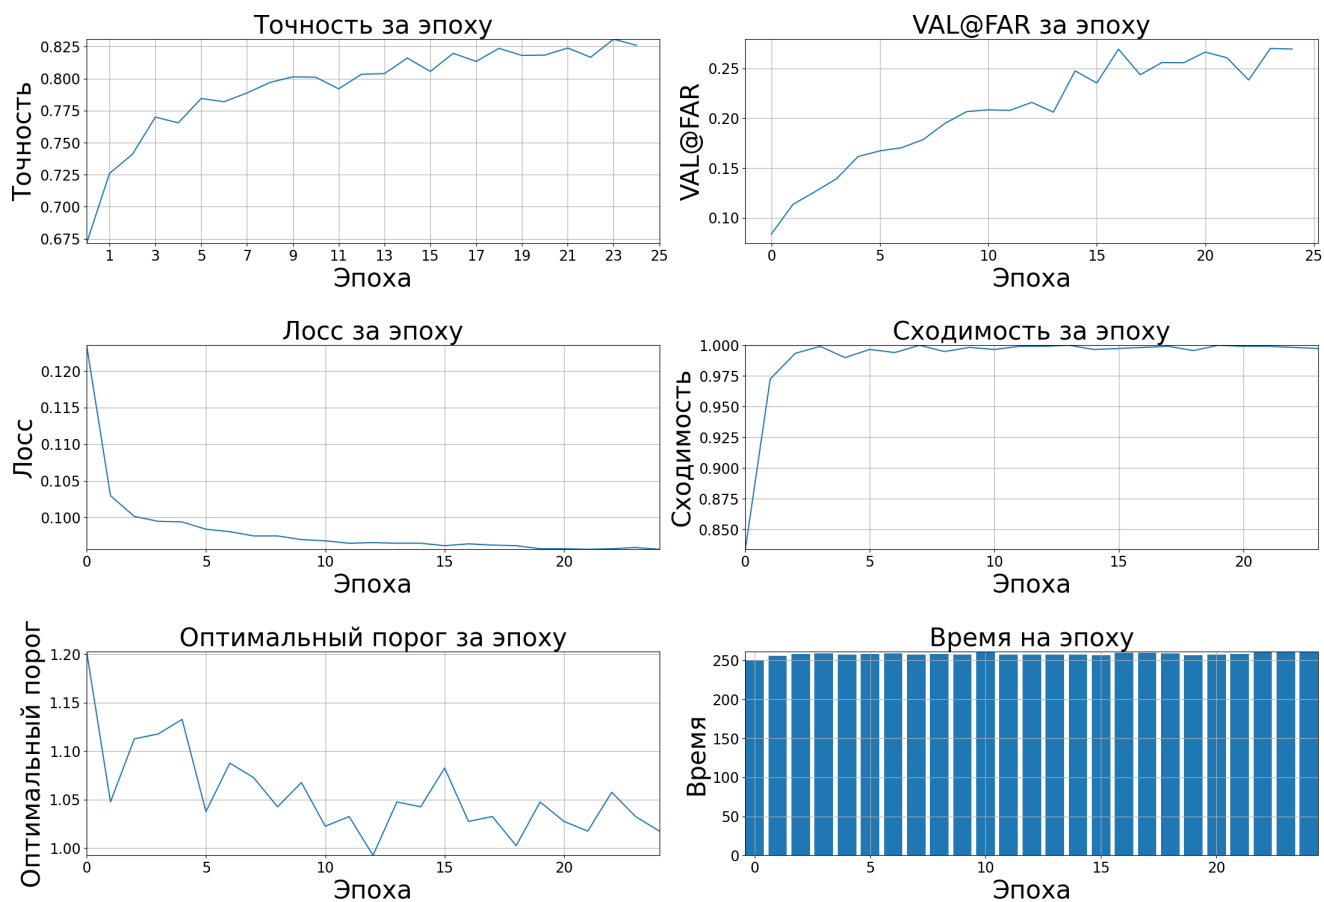 Точность за эпоху
Точность
0.825
0.800
0.775
0.750
0.725
0.700
0.675
1 3 5 7 9 11 13 15 17 19 21 23 25
Эпоха
VAL@FAR за эпоху
VAL@FAR
0.25
0.20
0.15
0.10
0 5 10 15 20 25
Эпоха
Лосс за эпоху
Лосс
0.120
0.115
0.110
0.105
0.100
0 5 10 15 20
Эпоха
Сходимость за эпоху
Сходимость
1.000
0.975
0.950
0.925
0.900
0.875
0.850
0 5 10 15 20
Эпоха
Оптимальный порог за эпоху
Оптимальный порог
1.20
1.15
1.10
1.05
1.00
0 5 10 15 20
Эпоха
Время на эпоху
Время
250
200
150
100
50
0
0 5 10 15 20
Эпоха